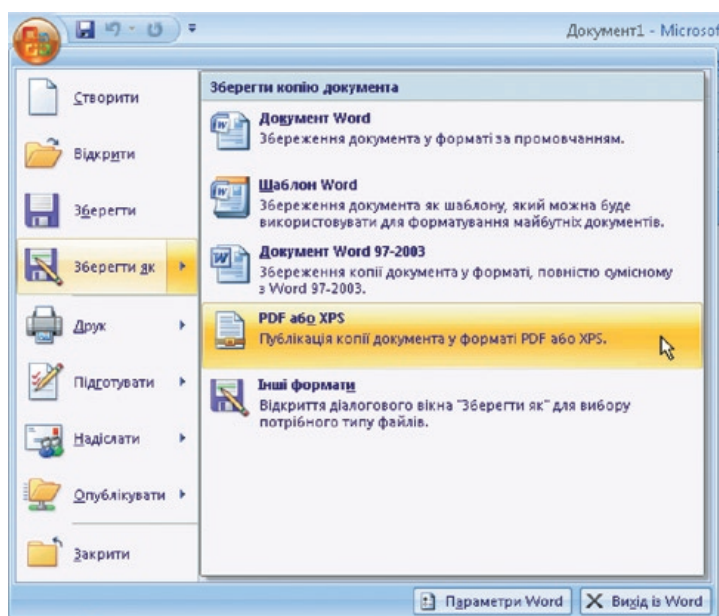 Документ1 - Microsof
Створити
Відкрити
Зберегти
Зберегти як
Друк
Підготувати
Надіслати
Опублікувати
Закрити
Зберегти копію документа
Документ Word
Збереження документа у форматі за промовчанням.
Шаблон Word
Збереження документа як шаблону, який можна буде
використовувати для форматування майбутніх документів.
Документ Word 97-2003
Збереження копії документа у форматі, повністю сумісному
з Word 97-2003.
PDF або XPS
Публікація копії документа у форматі PDF або XPS.
Інші формати
Відкриття діалогового вікна "Зберегти як" для вибору
потрібного типу файлів.
Параметри Word
Вихід із Word